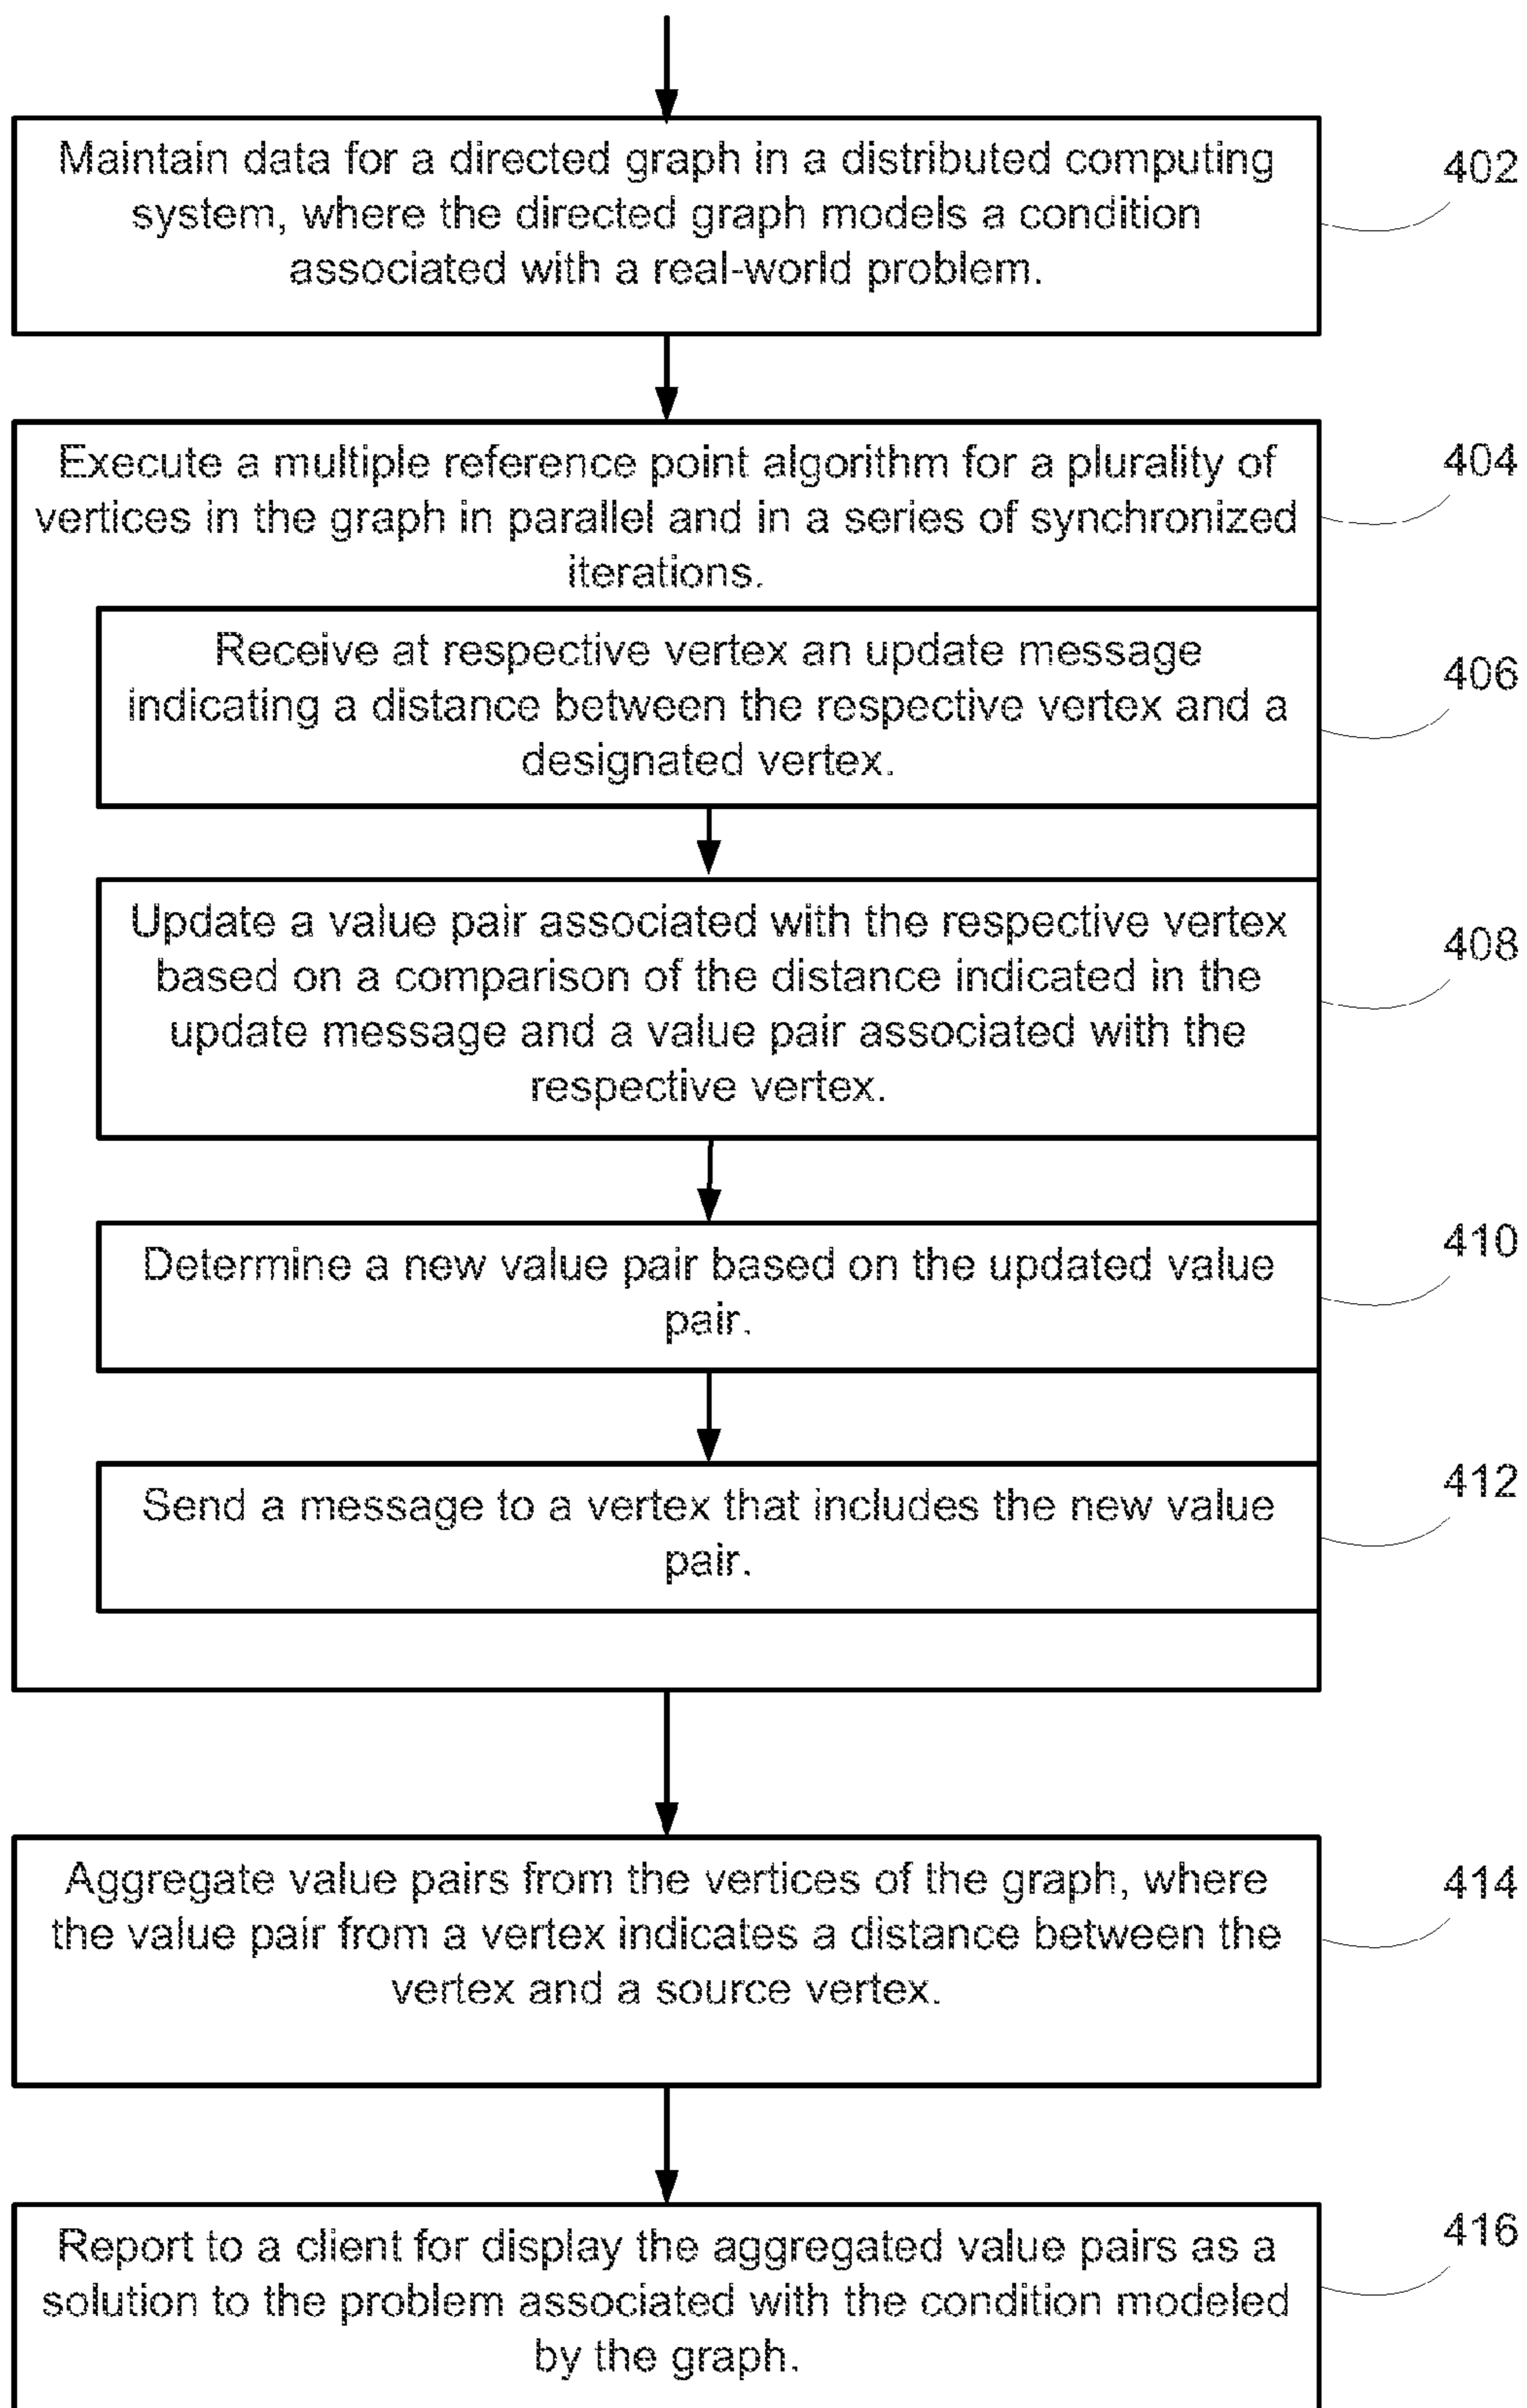 Maintain data for a directed graph in a distributed computing
system, where the directed graph models a condition
associated with a real-world problem.
402
Execute a multiple reference point algorithm for a plurality of
vertices in the graph in parallel and in a series of synchronized
iterations.
404
Receive at respective vertex an update message
indicating a distance between the respective vertex and a
designated vertex.
406
Update a value pair associated with the respective vertex
based on a comparison of the distance indicated in the
update message and a value pair associated with the
respective vertex.
408
Determine a new value pair based on the updated value
pair.
410
Send a message to a vertex that includes the new value
pair.
412
Aggregate value pairs from the vertices of the graph, where
the value pair from a vertex indicates a distance between the
vertex and a source vertex.
414
Report to a client for display the aggregated value pairs as a
solution to the problem associated with the condition modeled
by the graph.
416